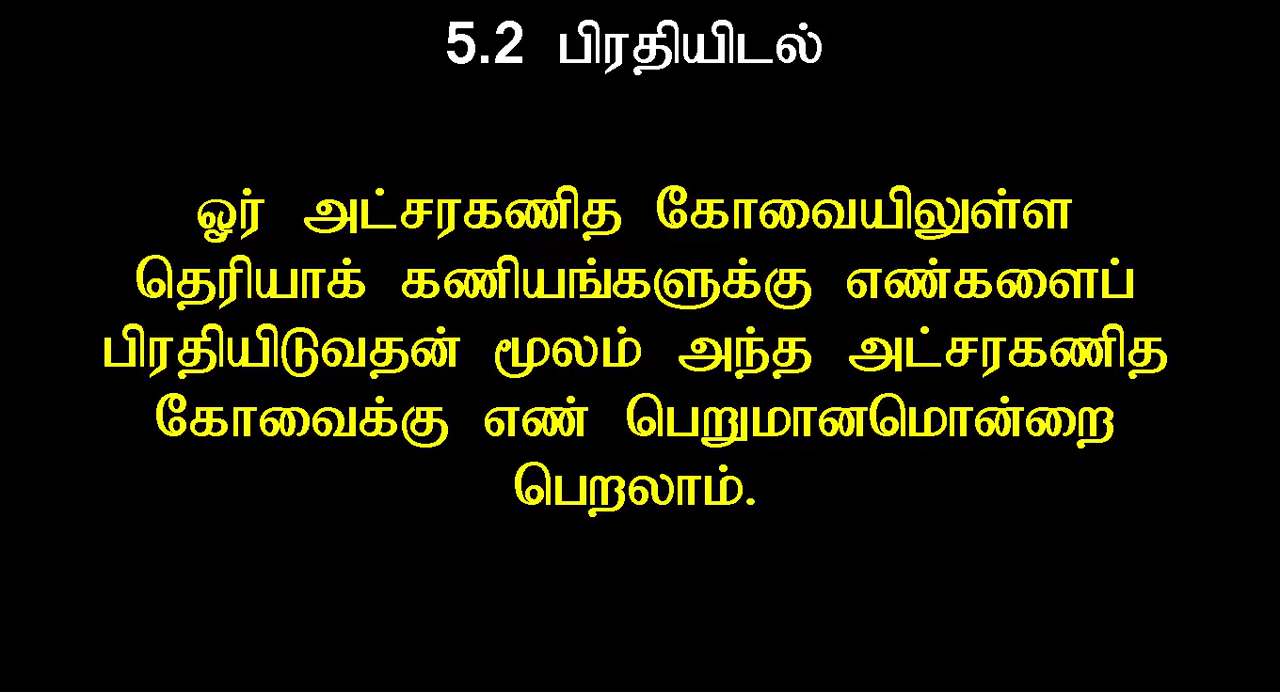 5.2 பிரதியிடல்
ஓர் அட்சரகணித கோவையிலுள்ள
தெரியாக் கணியங்களுக்கு எண்களைப்
பிரதியிடுவதன் மூலம் அந்த அட்சரகணித
கோவைக்கு எண் பெறுமானமொன்றை
பெறலாம்.